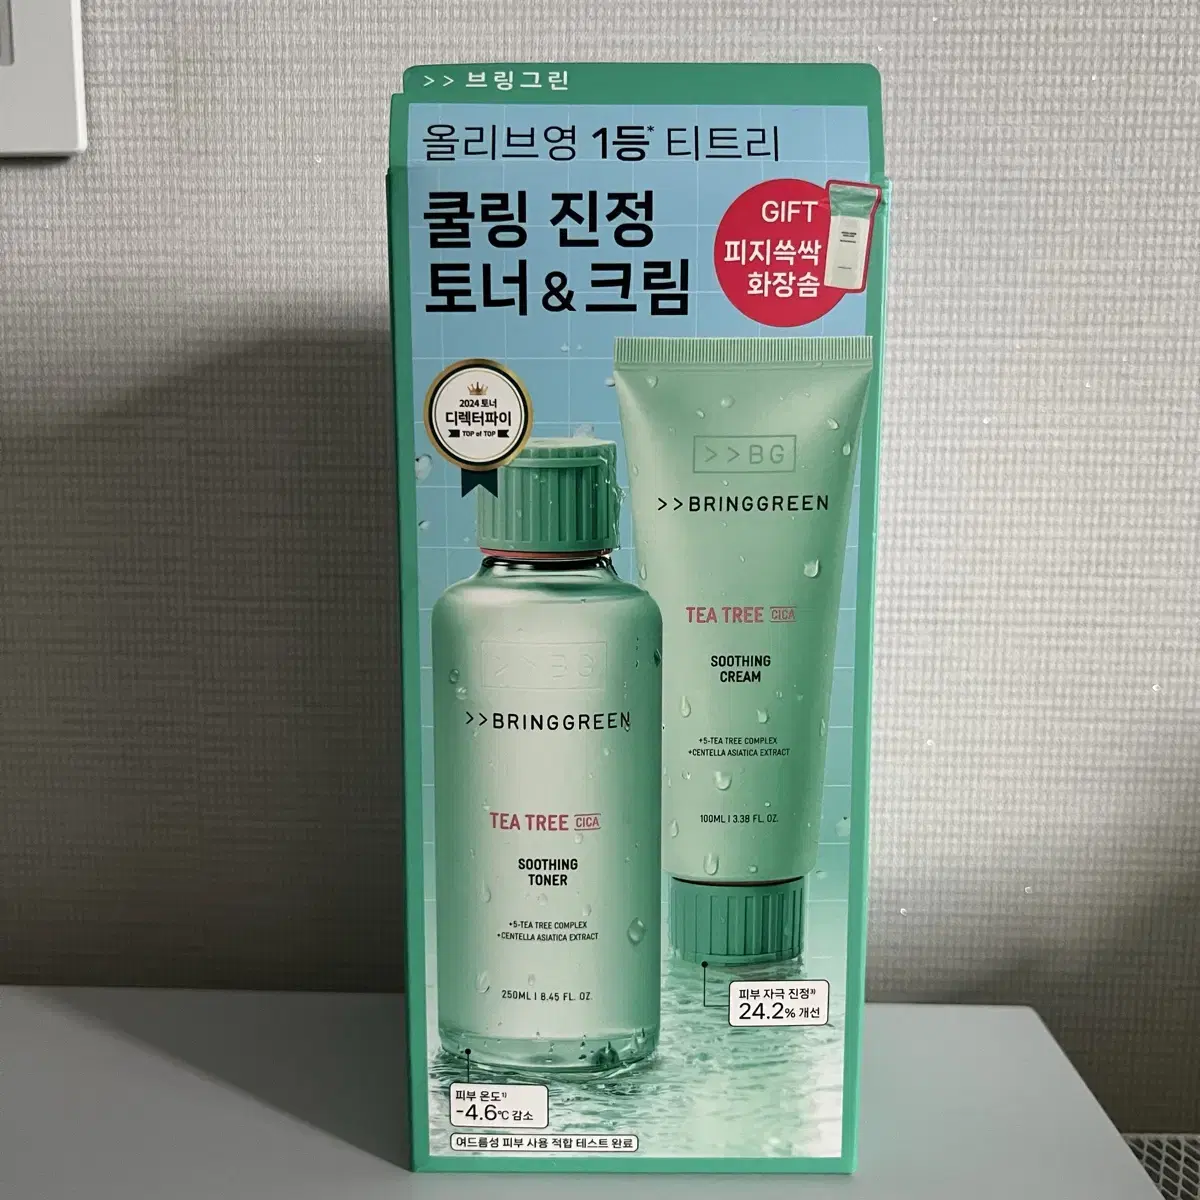 >> 브링그린
올리브영 1등* 티트리
쿨링 진정
토너&크림
GIFT
피지쓱싹
화장솜
2024 토너
디렉터파이
TOP of TOP
>>BG
>>BRINGGREEN
TEA TREE CICA
SOOTHING
CREAM
+5-TEA TREE COMPLEX
+CENTELLA ASIATICA EXTRACT
100ML I 3.38 FL. OZ.
피부 자극 진정³⁾
24.2% 개선
>>BG
>>BRINGGREEN
TEA TREE CICA
SOOTHING
TONER
+5-TEA TREE COMPLEX
+CENTELLA ASIATICA EXTRACT
250ML I 8.45 FL. OZ.
피부 온도¹⁾
-4.6℃ 감소
여드름성 피부 사용 적합 테스트 완료